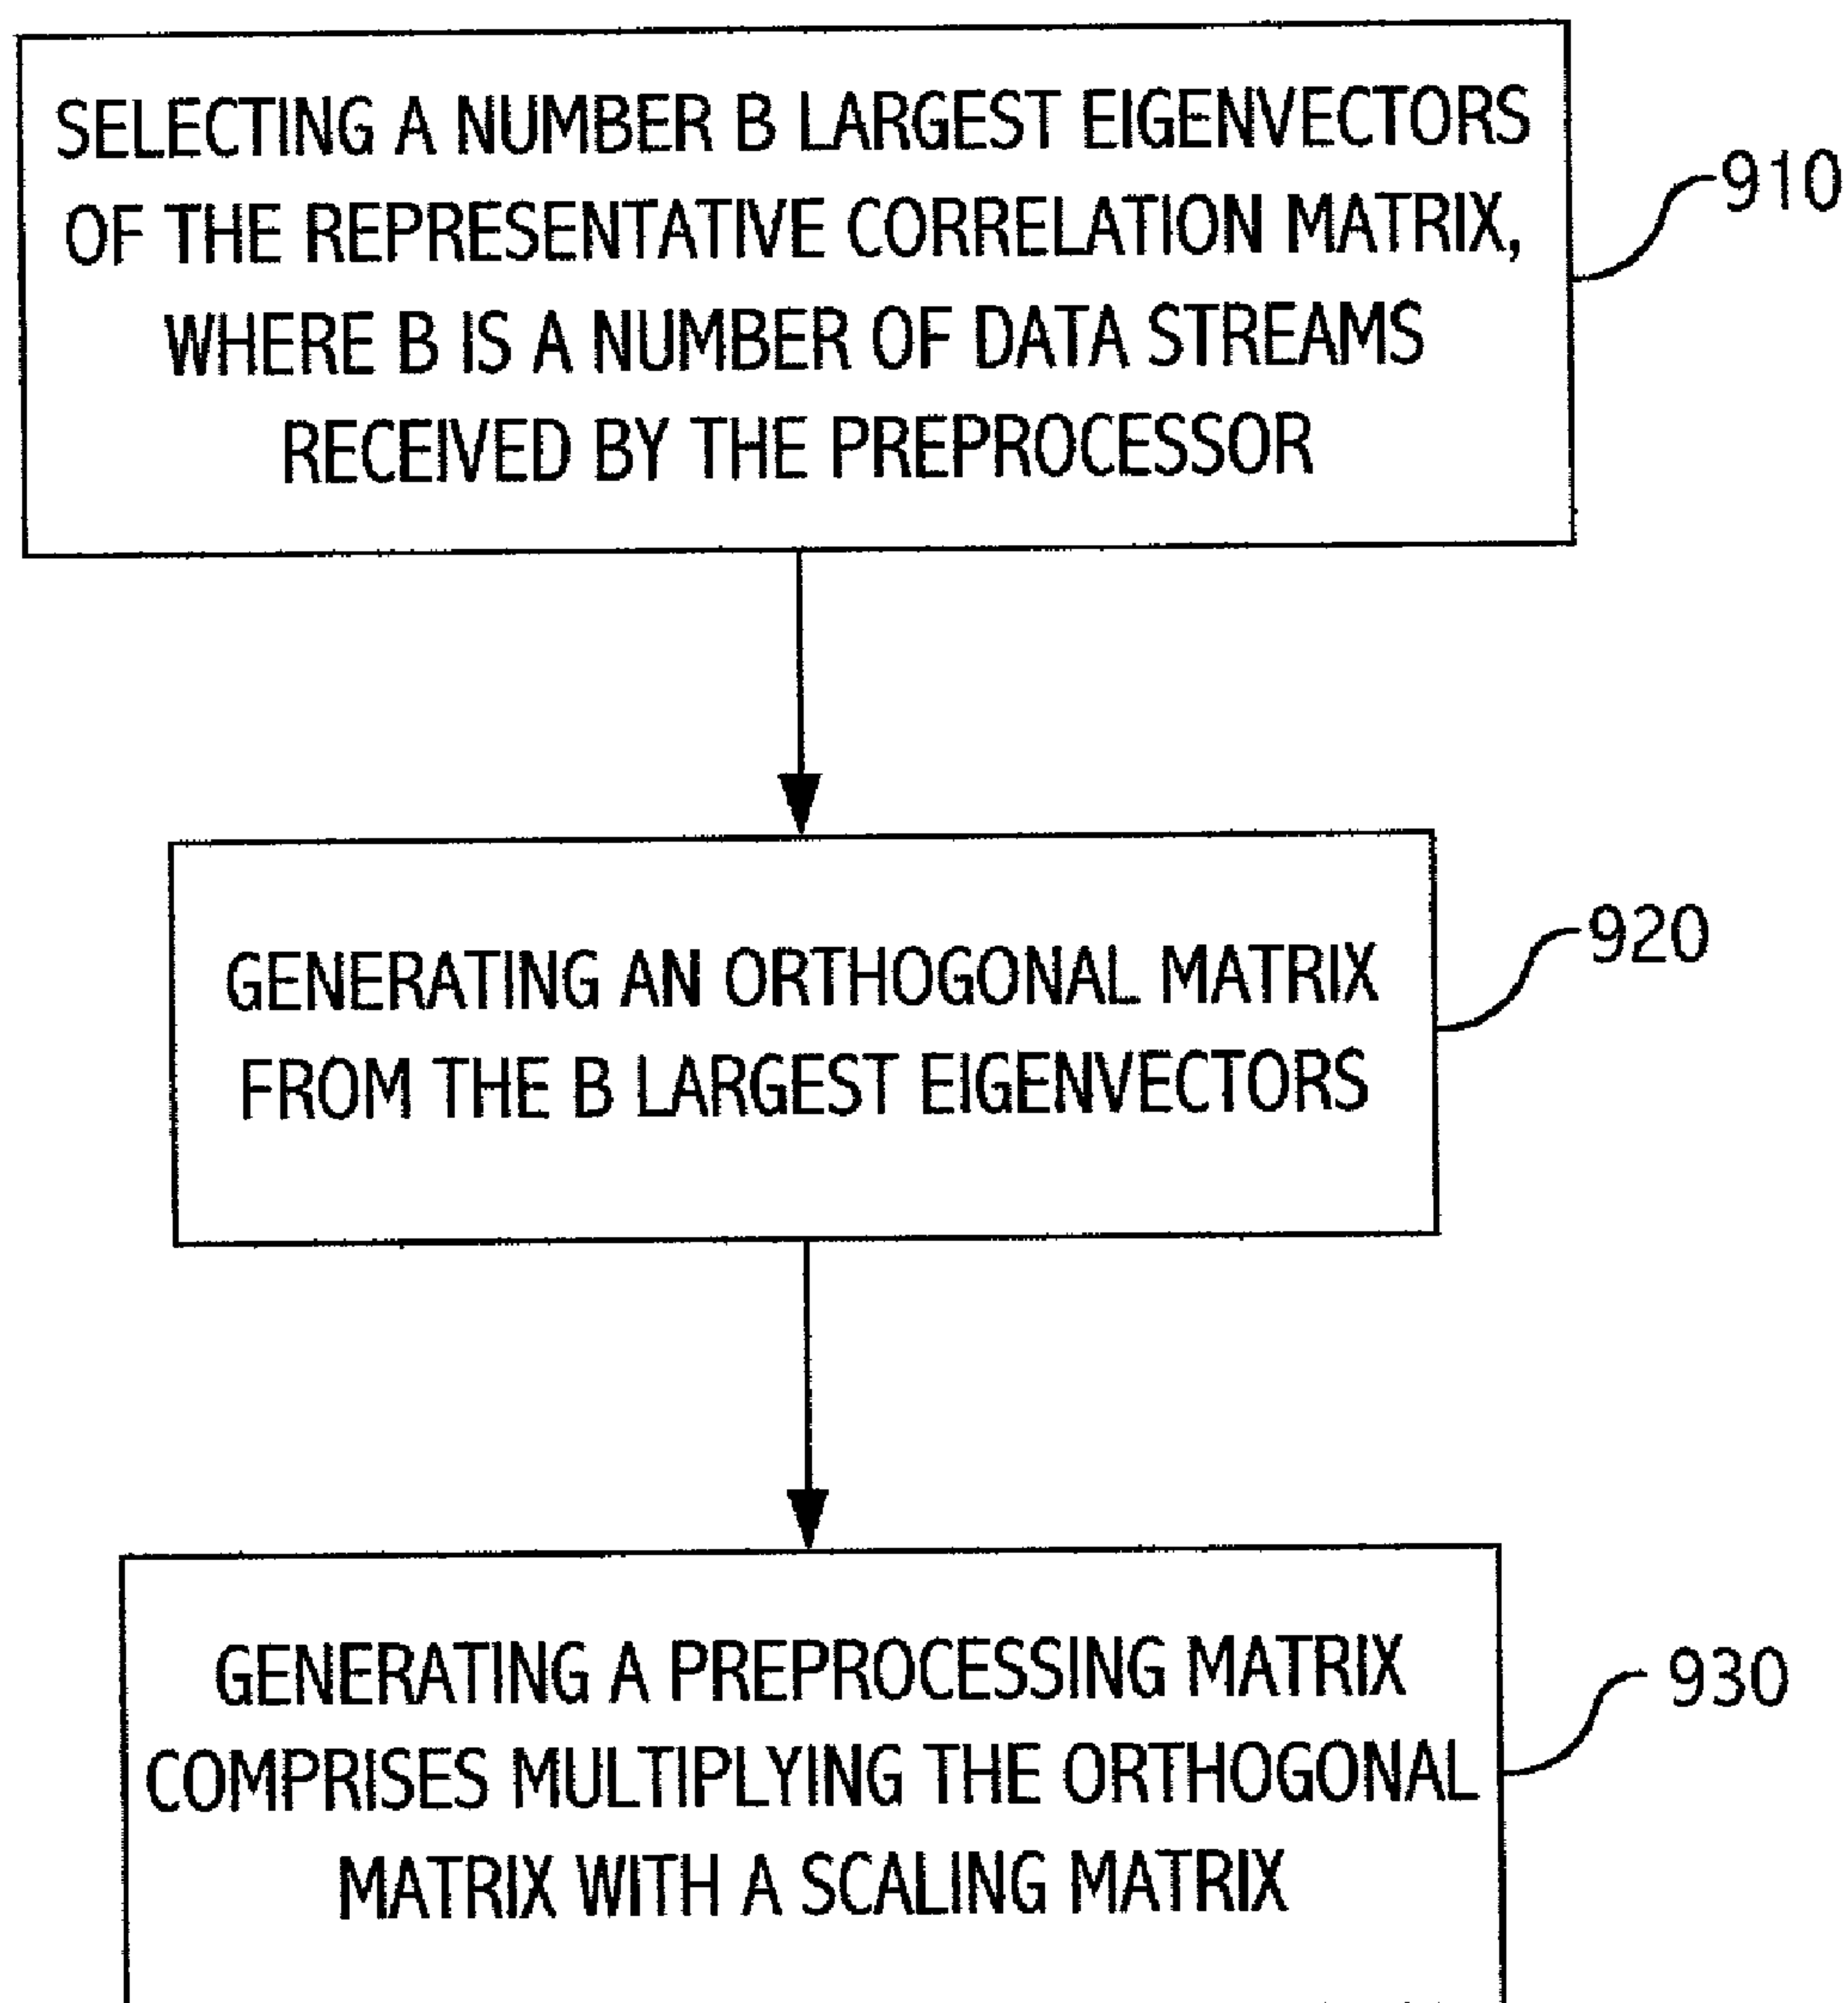 SELECTING A NUMBER B LARGEST EIGENVECTORS
OF THE REPRESENTATIVE CORRELATION MATRIX,
WHERE B IS A NUMBER OF DATA STREAMS
RECEIVED BY THE PREPROCESSOR
910
GENERATING AN ORTHOGONAL MATRIX
FROM THE B LARGEST EIGENVECTORS
920
GENERATING A PREPROCESSING MATRIX
COMPRISES MULTIPLYING THE ORTHOGONAL
MATRIX WITH A SCALING MATRIX
930